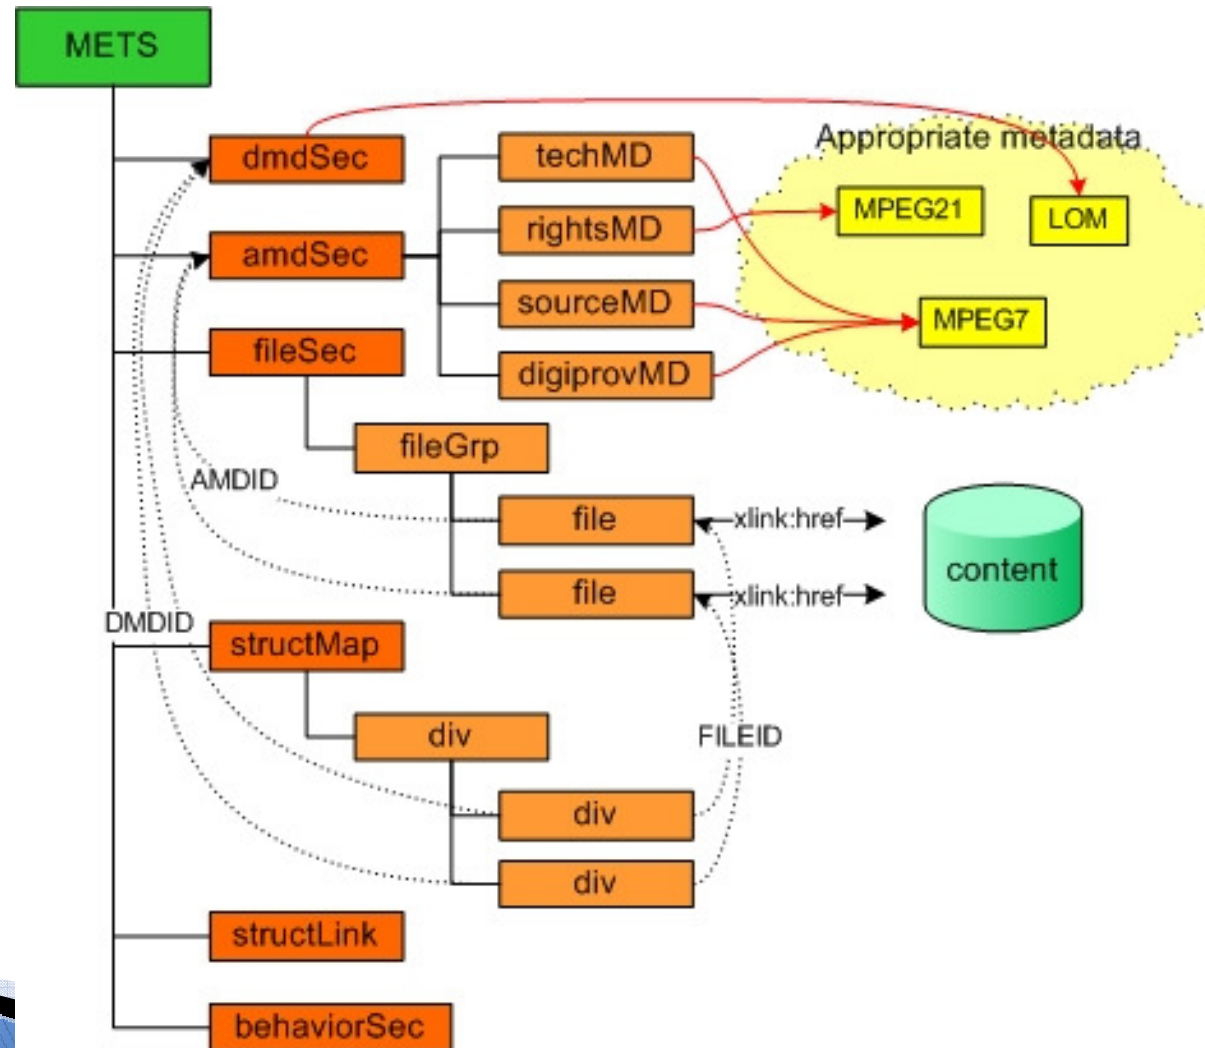 METS
Appropriate metadata
dmdSec
techMD
MPEG21
LOM
rightsMD
amdSec
sourceMD
MPEG7
fileSec
digiprovMD
fileGrp
AMDID
file
xlink:href
content
file
xlink:href
DMDID
structMap
div
FILEID
div
div
structLink
behaviorSec